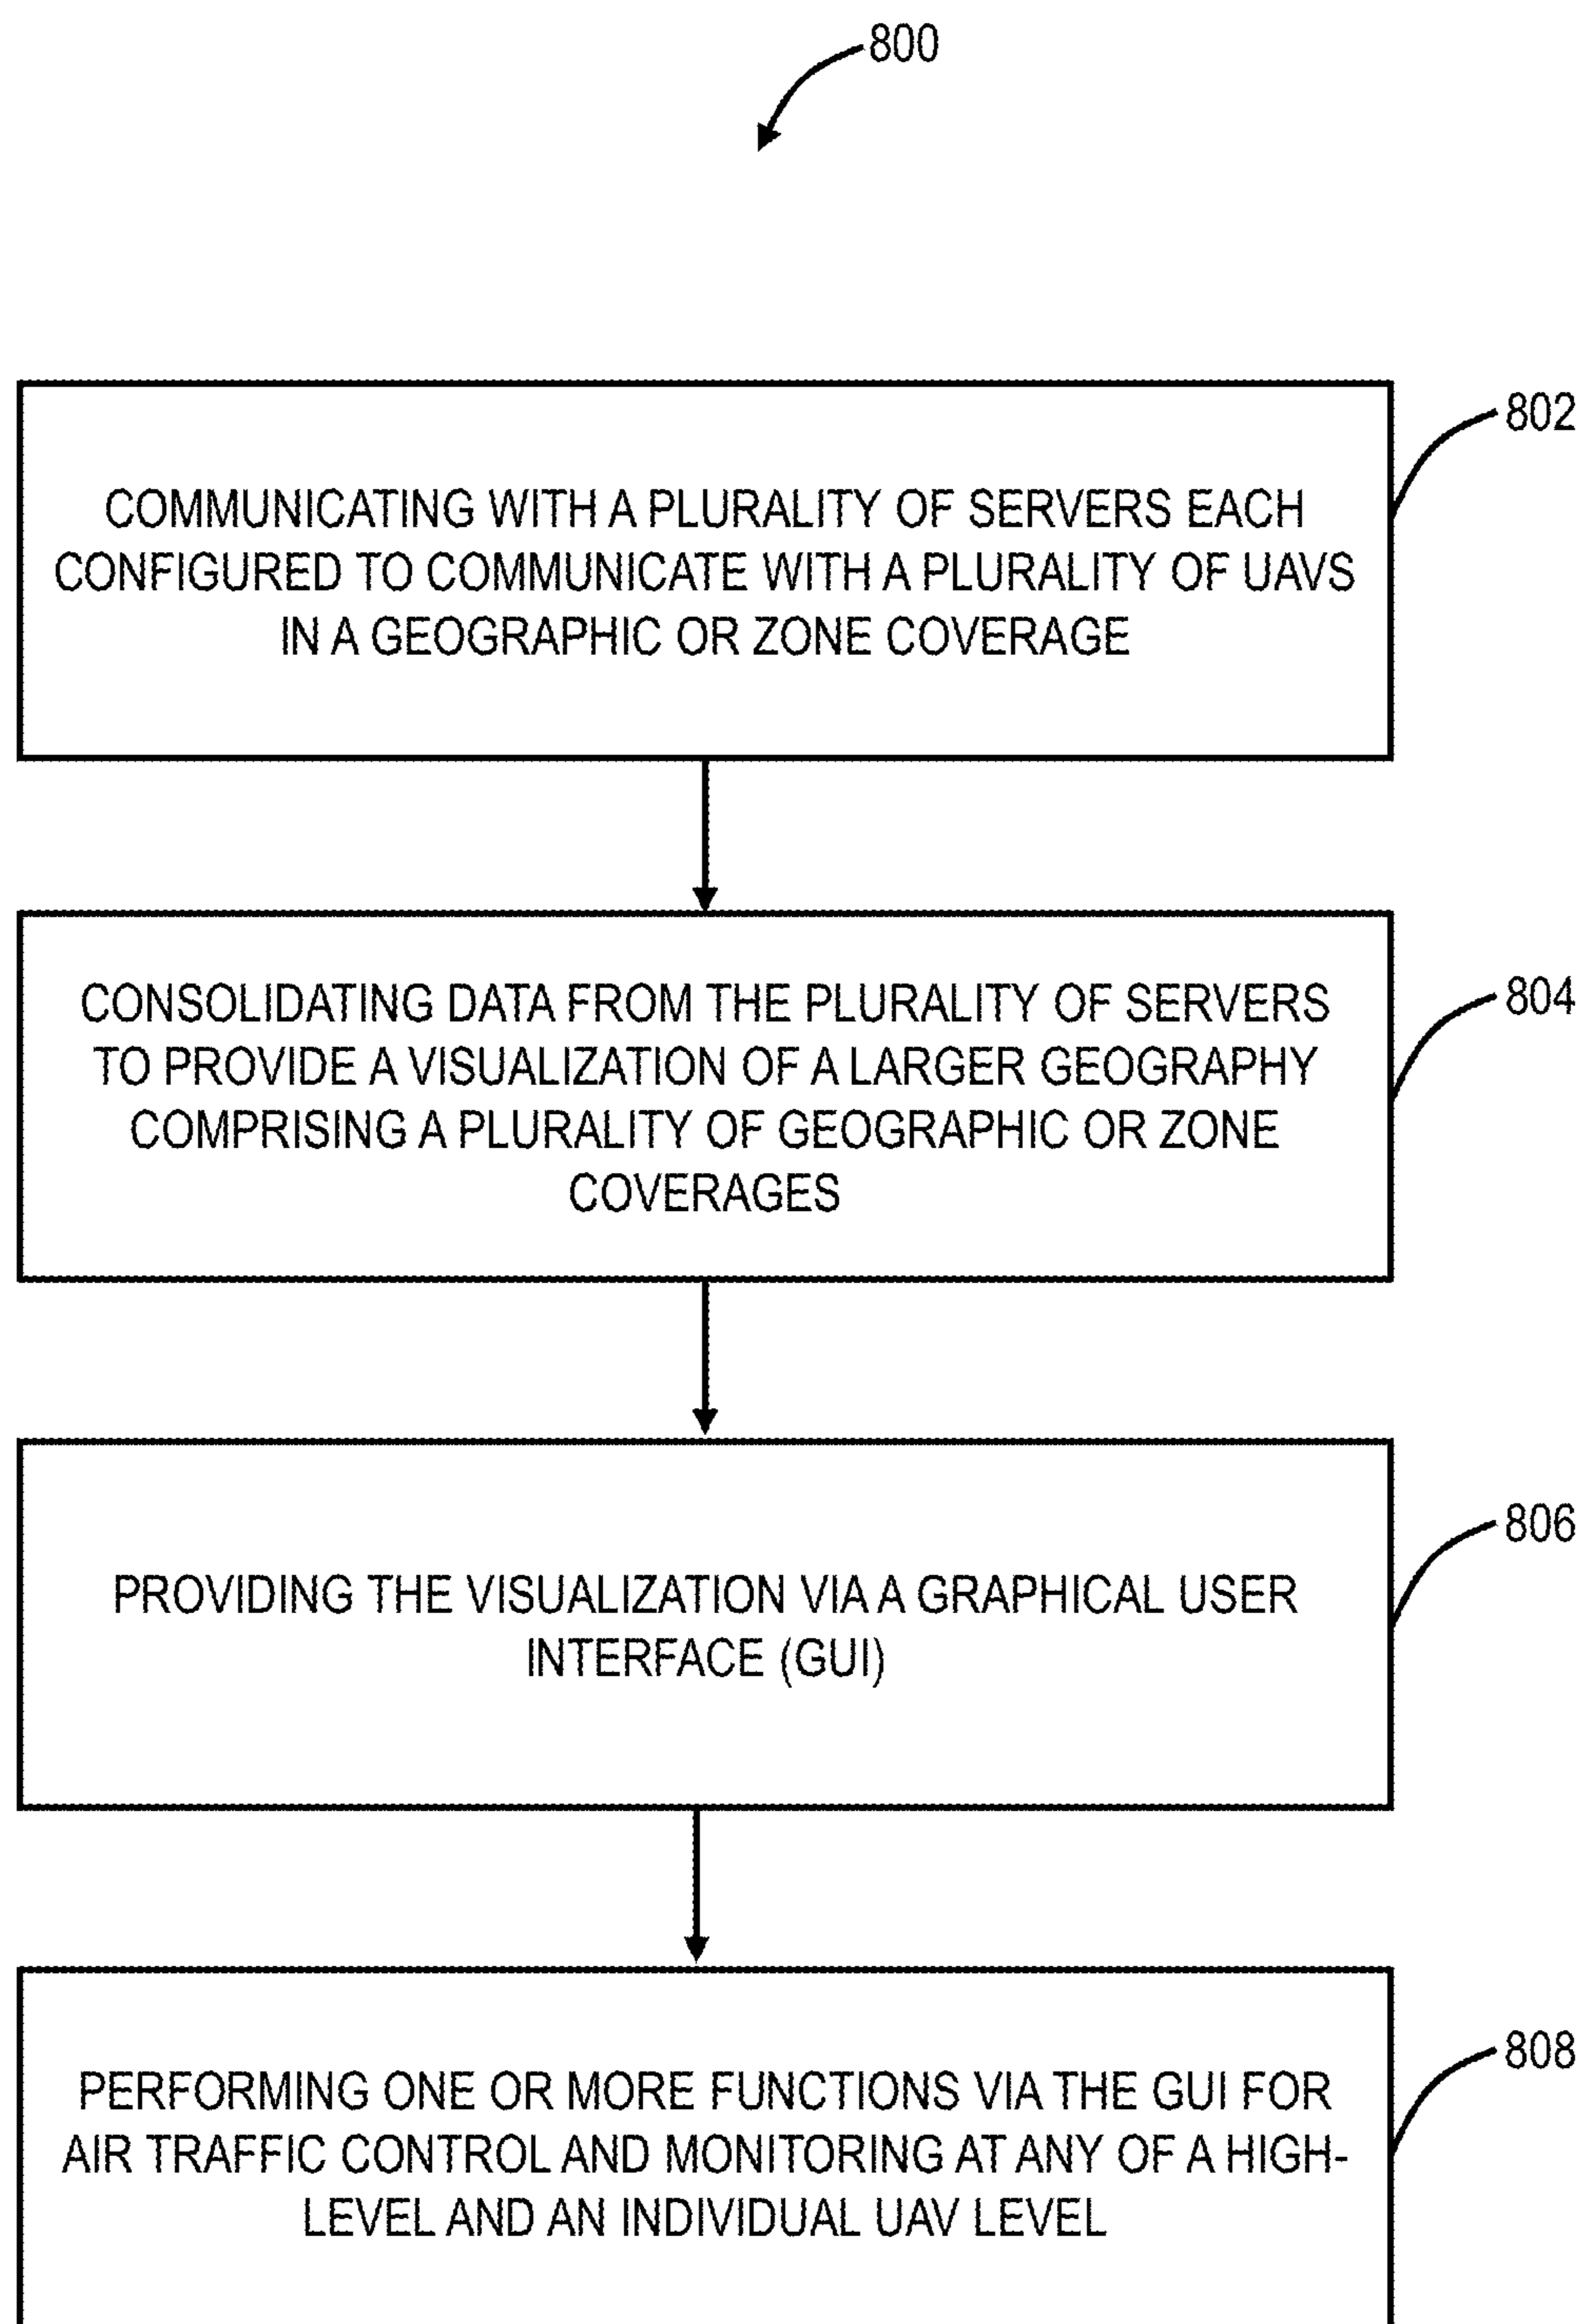 800
802
COMMUNICATING WITH A PLURALITY OF SERVERS EACH
CONFIGURED TO COMMUNICATE WITH A PLURALITY OF UAVS
IN A GEOGRAPHIC OR ZONE COVERAGE
804
CONSOLIDATING DATA FROM THE PLURALITY OF SERVERS
TO PROVIDE A VISUALIZATION OF A LARGER GEOGRAPHY
COMPRISING A PLURALITY OF GEOGRAPHIC OR ZONE
COVERAGES
806
PROVIDING THE VISUALIZATION VIA A GRAPHICAL USER
INTERFACE (GUI)
808
PERFORMING ONE OR MORE FUNCTIONS VIA THE GUI FOR
AIR TRAFFIC CONTROL AND MONITORING AT ANY OF A HIGH-
LEVEL AND AN INDIVIDUAL UAV LEVEL